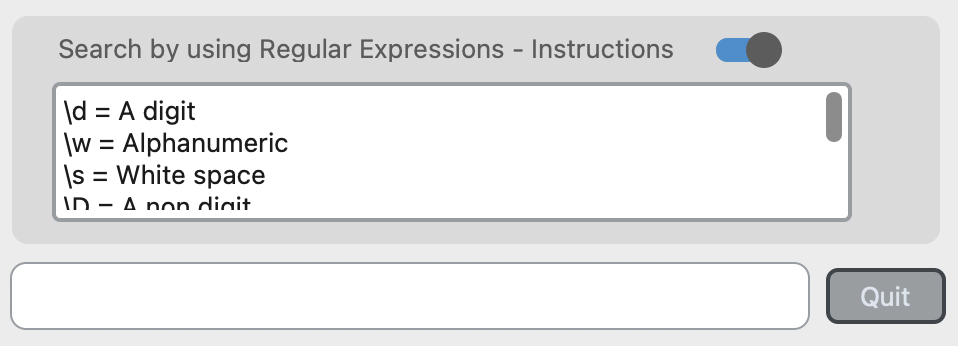 Search by using Regular Expressions - Instructions
\d = A digit
\w = Alphanumeric
\s = White space
\D = A non digit
Quit